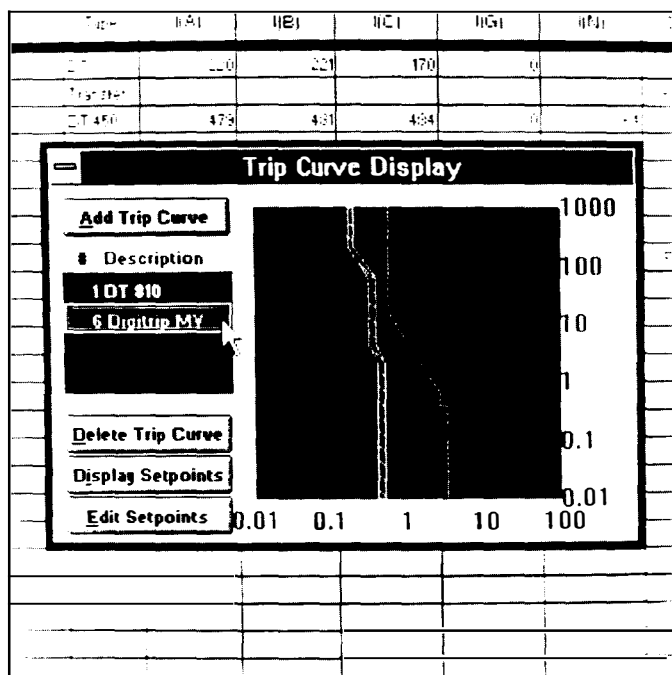 Type I(A) I(B) I(C) I(G) I(N)
220 221 170 0
Transfer
479 481 484 0
Trip Curve Display
Add Trip Curve
# Description
1 DT 810
6 Digitrip MV
Delete Trip Curve
Display Setpoints
Edit Setpoints
1000
100
10
1
0.1
0.01
0.01 0.1 1 10 100